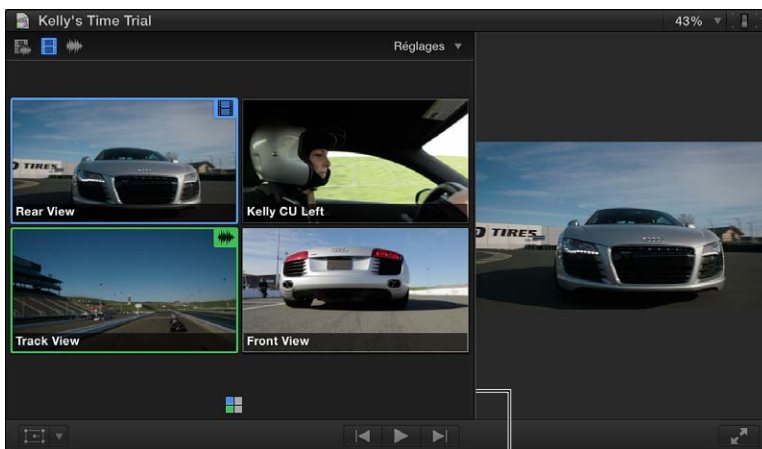 Kelly's Time Trial
43%
Réglages
TIRES
Rear View
Kelly CU Left
TIRES
Track View
Front View